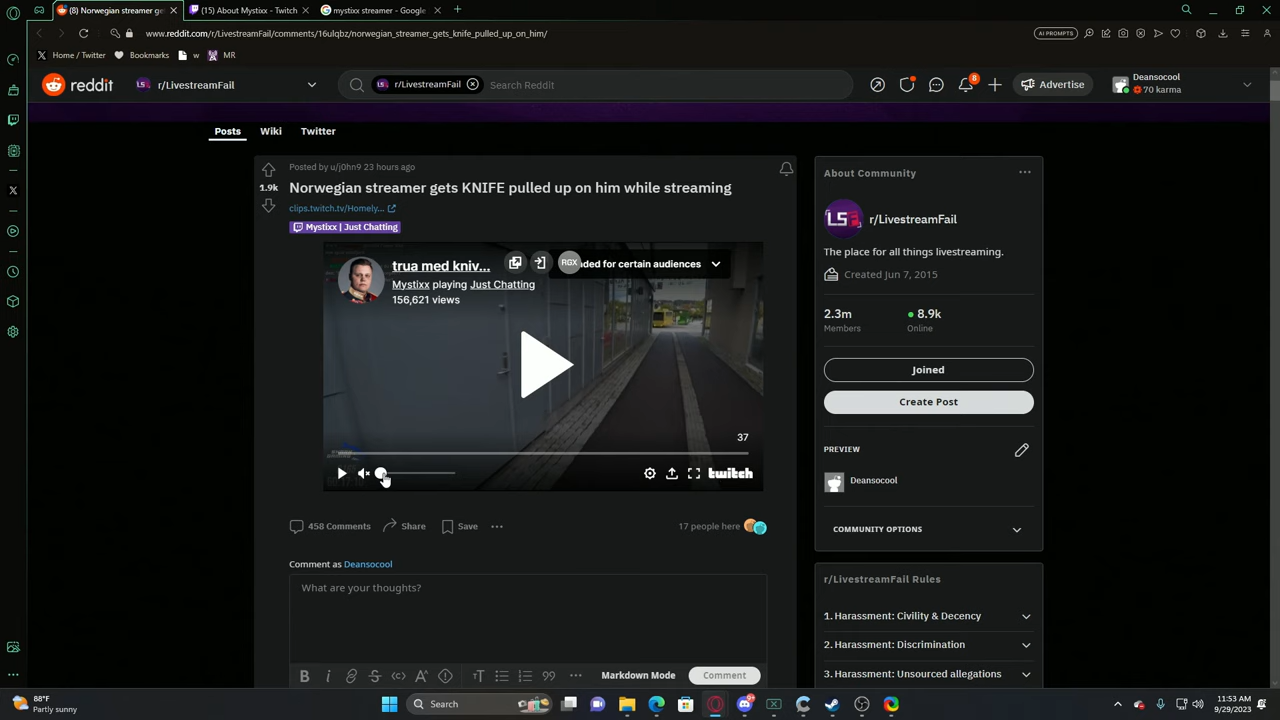 (8) Norwegian streamer ge
(15) About Mystixx - Twitch
mystixx streamer - Google
www.reddit.com/r/LivestreamFail/comments/16ulqbz/norwegian_streamer_gets_knife_pulled_up_on_him/
AI PROMPTS
Home / Twitter
Bookmarks
w
MR
reddit
r/LivestreamFail
r/LivestreamFail
Search Reddit
8
Advertise
Deansocool
70 karma
Posts
Wiki
Twitter
Posted by u/j0hn9 23 hours ago
1.9k
Norwegian streamer gets KNIFE pulled up on him while streaming
clips.twitch.tv/Homely...
Mystixx | Just Chatting
trua med kniv...
RGX
ded for certain audiences
Mystixx playing Just Chatting
156,621 views
37
twitch
458 Comments
Share
Save
17 people here
Comment as Deansocool
What are your thoughts?
Markdown Mode
Comment
About Community
r/LivestreamFail
The place for all things livestreaming.
Created Jun 7, 2015
2.3m
Members
8.9k
Online
Joined
Create Post
PREVIEW
Deansocool
COMMUNITY OPTIONS
r/LivestreamFail Rules
1. Harassment: Civility & Decency
2. Harassment: Discrimination
3. Harassment: Unsourced allegations
88°F
Partly sunny
Search
11:53 AM
9/29/2023